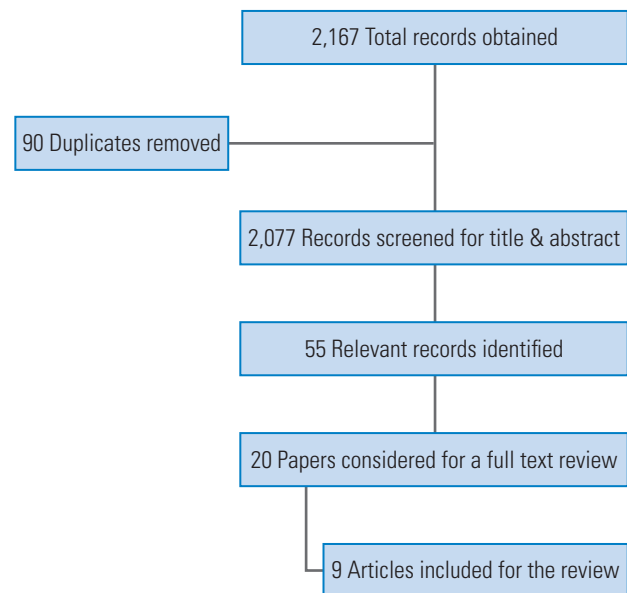 2,167 Total records obtained
90 Duplicates removed
2,077 Records screened for title & abstract
55 Relevant records identified
20 Papers considered for a full text review
9 Articles included for the review